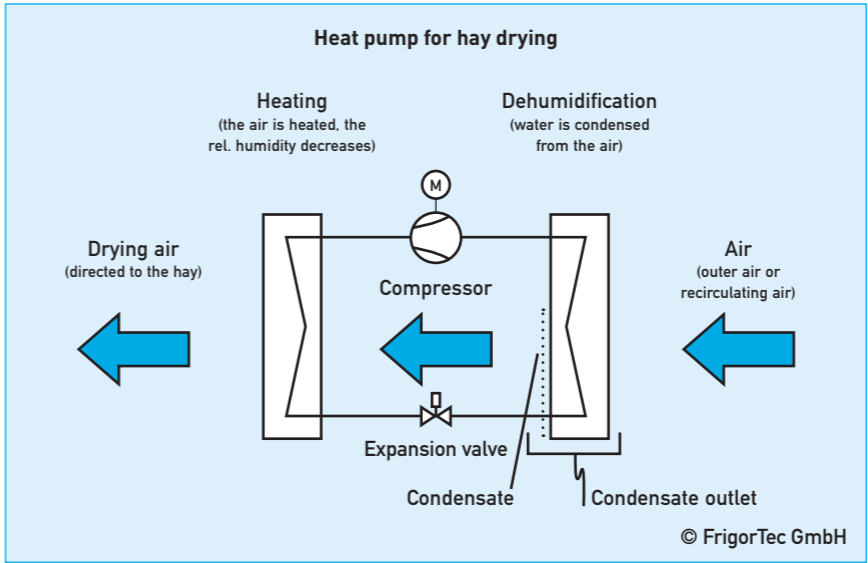 Heat pump for hay drying
Heating
(the air is heated, the
rel. humidity decreases)
Dehumidification
(water is condensed
from the air)
M
Drying air
(directed to the hay)
Compressor
Air
(outer air or
recirculating air)
Expansion valve
Condensate
Condensate outlet
© FrigorTec GmbH